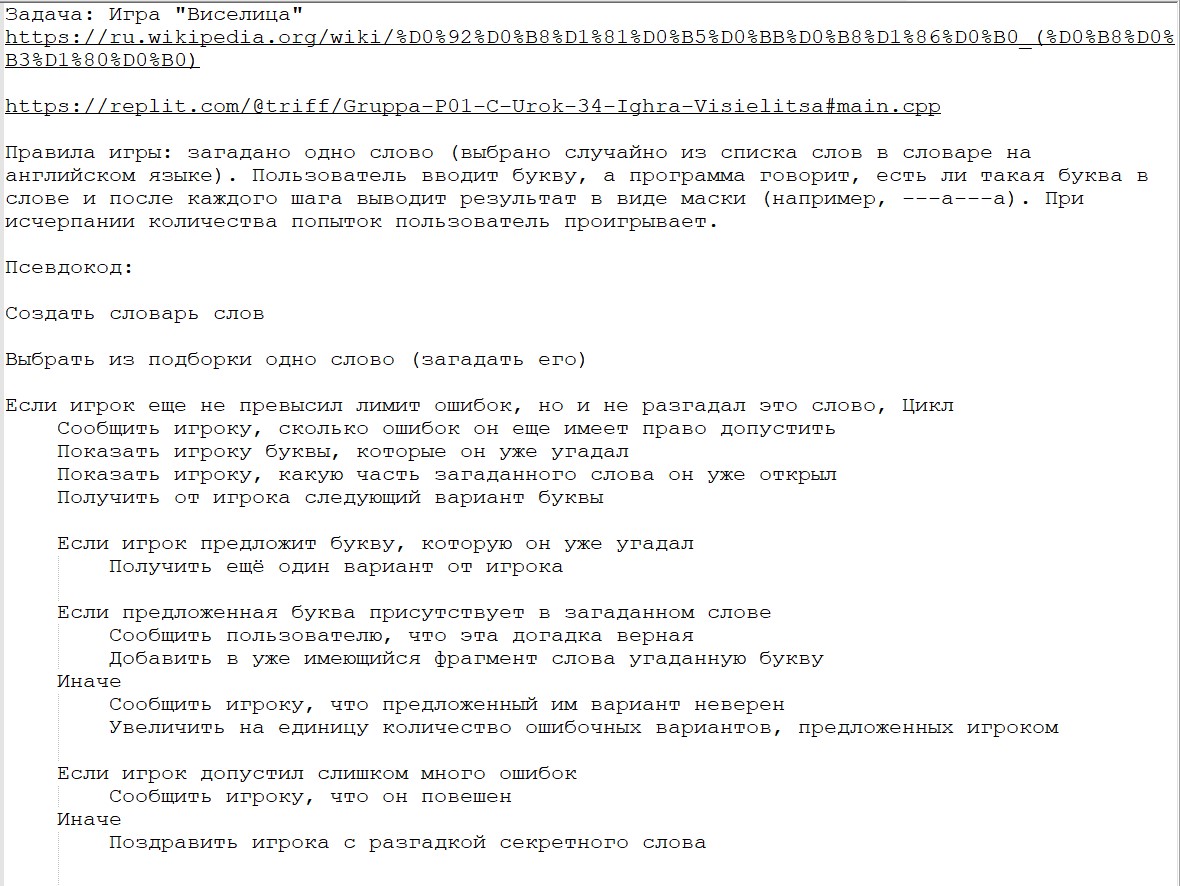 Задача: Игра "Виселица"
https://ru.wikipedia.org/wiki/%D0%92%D0%B8%D1%81%D0%B5%D0%BB%D0%B8%D1%86%D0%B0_(%D0%B8%D0%
B3%D1%80%D0%B0)
https://replit.com/@triff/Gruppa-P01-C-Urok-34-Ighra-Visielitsa#main.cpp
Правила игры: загадано одно слово (выбрано случайно из списка слов в словаре на
английском языке). Пользователь вводит букву, а программа говорит, есть ли такая буква в
слове и после каждого шага выводит результат в виде маски (например, ---а---а). При
исчерпании количества попыток пользователь проигрывает.
Псевдокод:
Создать словарь слов
Выбрать из подборки одно слово (загадать его)
Если игрок еще не превысил лимит ошибок, но и не разгадал это слово, Цикл
Сообщить игроку, сколько ошибок он еще имеет право допустить
Показать игроку буквы, которые он уже угадал
Показать игроку, какую часть загаданного слова он уже открыл
Получить от игрока следующий вариант буквы
Если игрок предложит букву, которую он уже угадал
Получить ещё один вариант от игрока
Если предложенная буква присутствует в загаданном слове
Сообщить пользователю, что эта догадка верная
Добавить в уже имеющийся фрагмент слова угаданную букву
Иначе
Сообщить игроку, что предложенный им вариант неверен
Увеличить на единицу количество ошибочных вариантов, предложенных игроком
Если игрок допустил слишком много ошибок
Сообщить игроку, что он повешен
Иначе
Поздравить игрока с разгадкой секретного слова